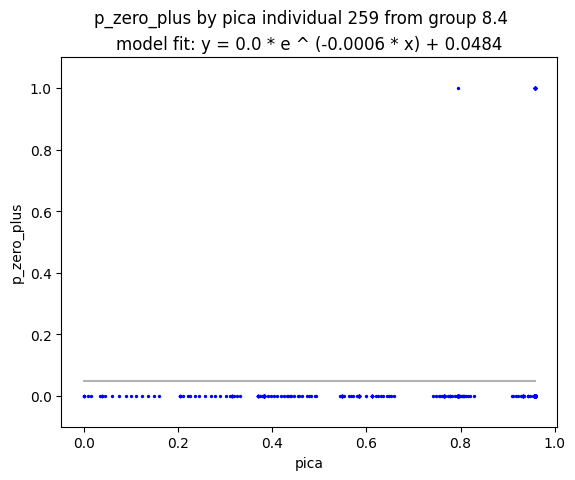 p_zero_plus by pica individual 259 from group 8.4
model fit: y = 0.0 * e ^ (-0.0006 * x) + 0.0484
1.0
0.8
0.6
0.4
0.2
0.0
p_zero_plus
0.0 0.2 0.4 0.6 0.8 1.0
pica